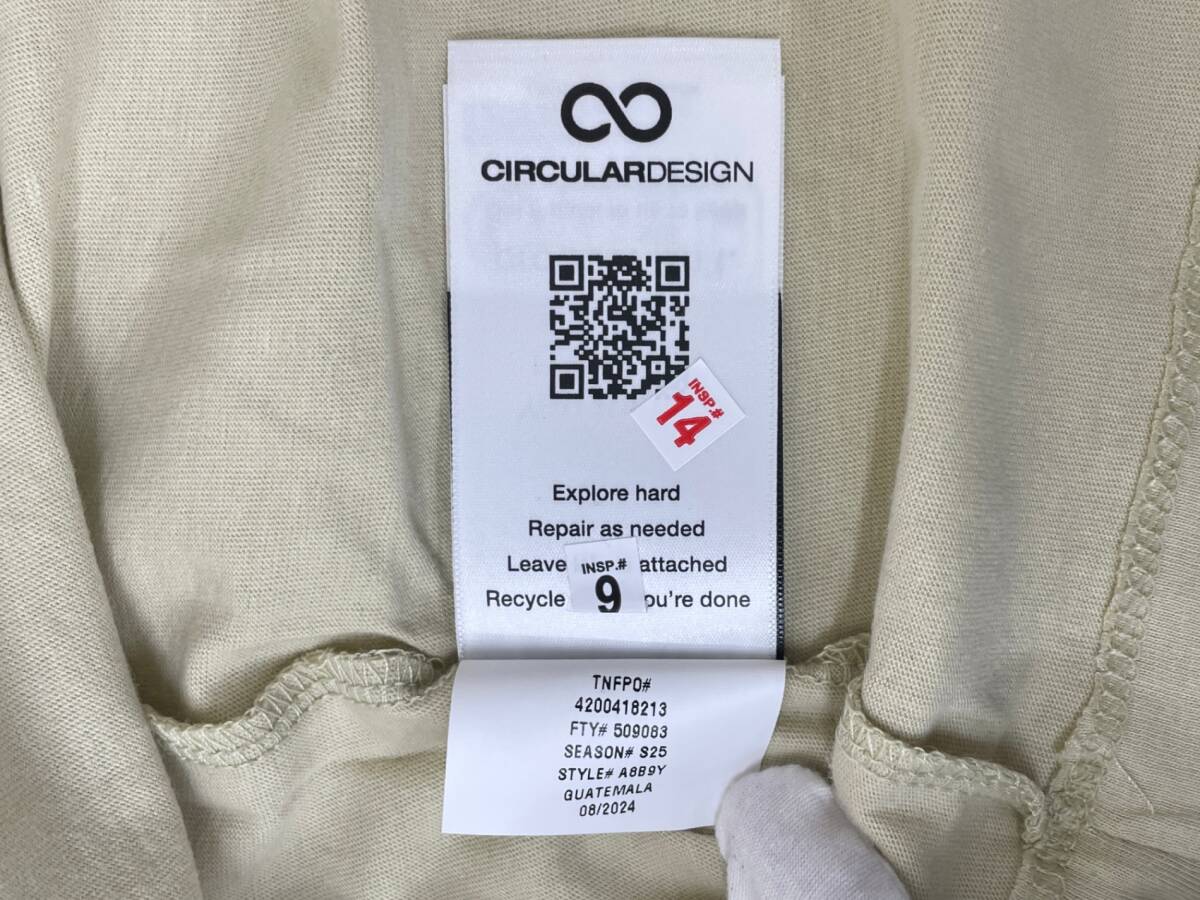 CIRCULARDESIGN
INSP.#
14
Explore hard
Repair as needed
Leave attached
INSP.#
9
Recycle ou're done
TNFPO#
4200418213
FTY# 509083
SEASON# S25
STYLE# A8B9Y
GUATEMALA
08/2024